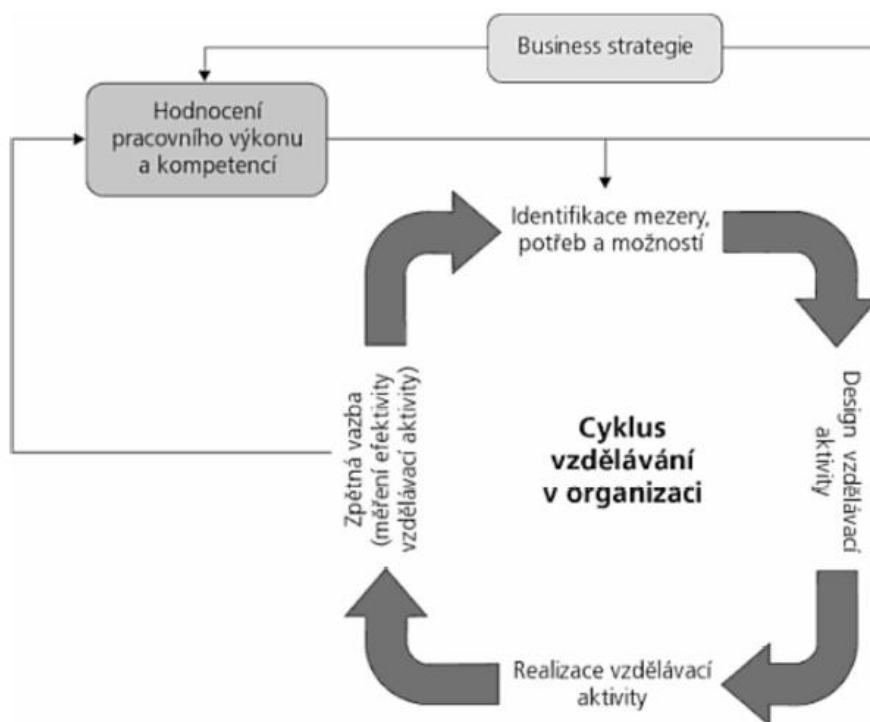 Business strategie
Hodnocení
pracovního výkonu
a kompetencí
Identifikace mezery,
potřeb a možností
Design vzdělávací
aktivity
Cyklus
vzdělávání
v organizaci
Zpětná vazba
(měření efektivity
vzdělávací aktivity)
Realizace vzdělávací
aktivity